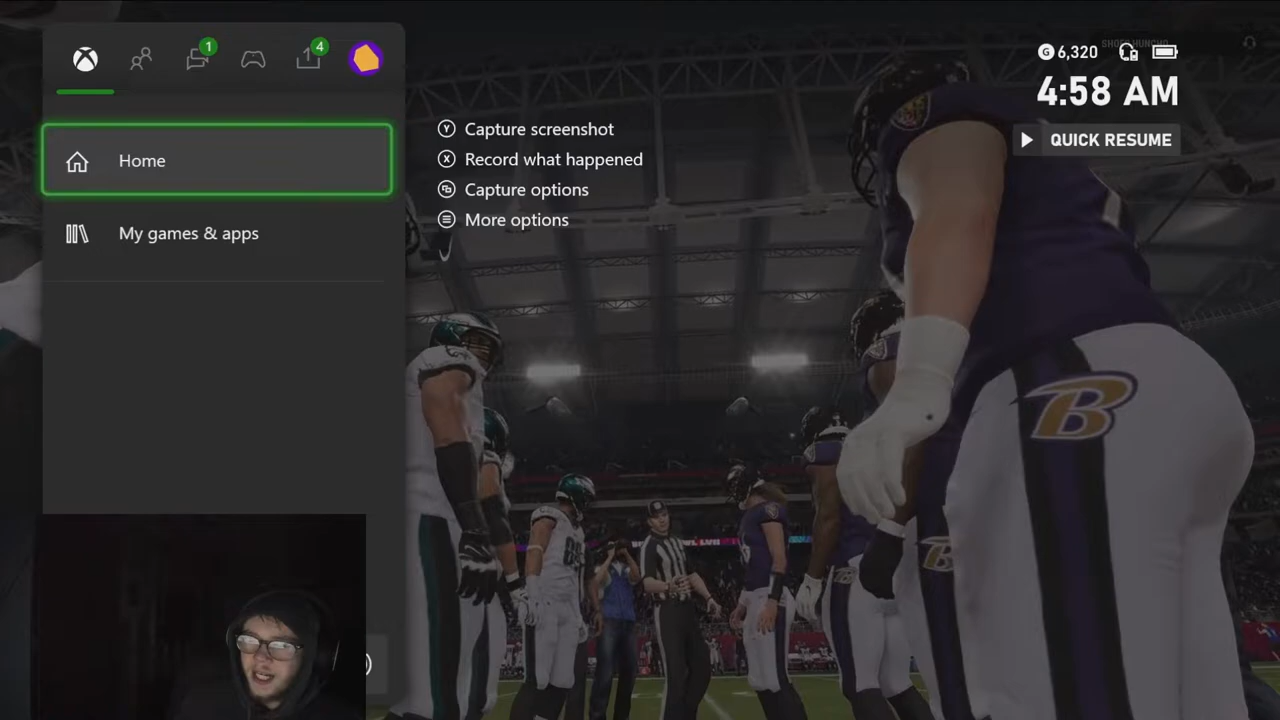 1
4
Home
My games & apps
Y Capture screenshot
X Record what happened
Capture options
More options
G 6,320
4:58 AM
QUICK RESUME
B
B